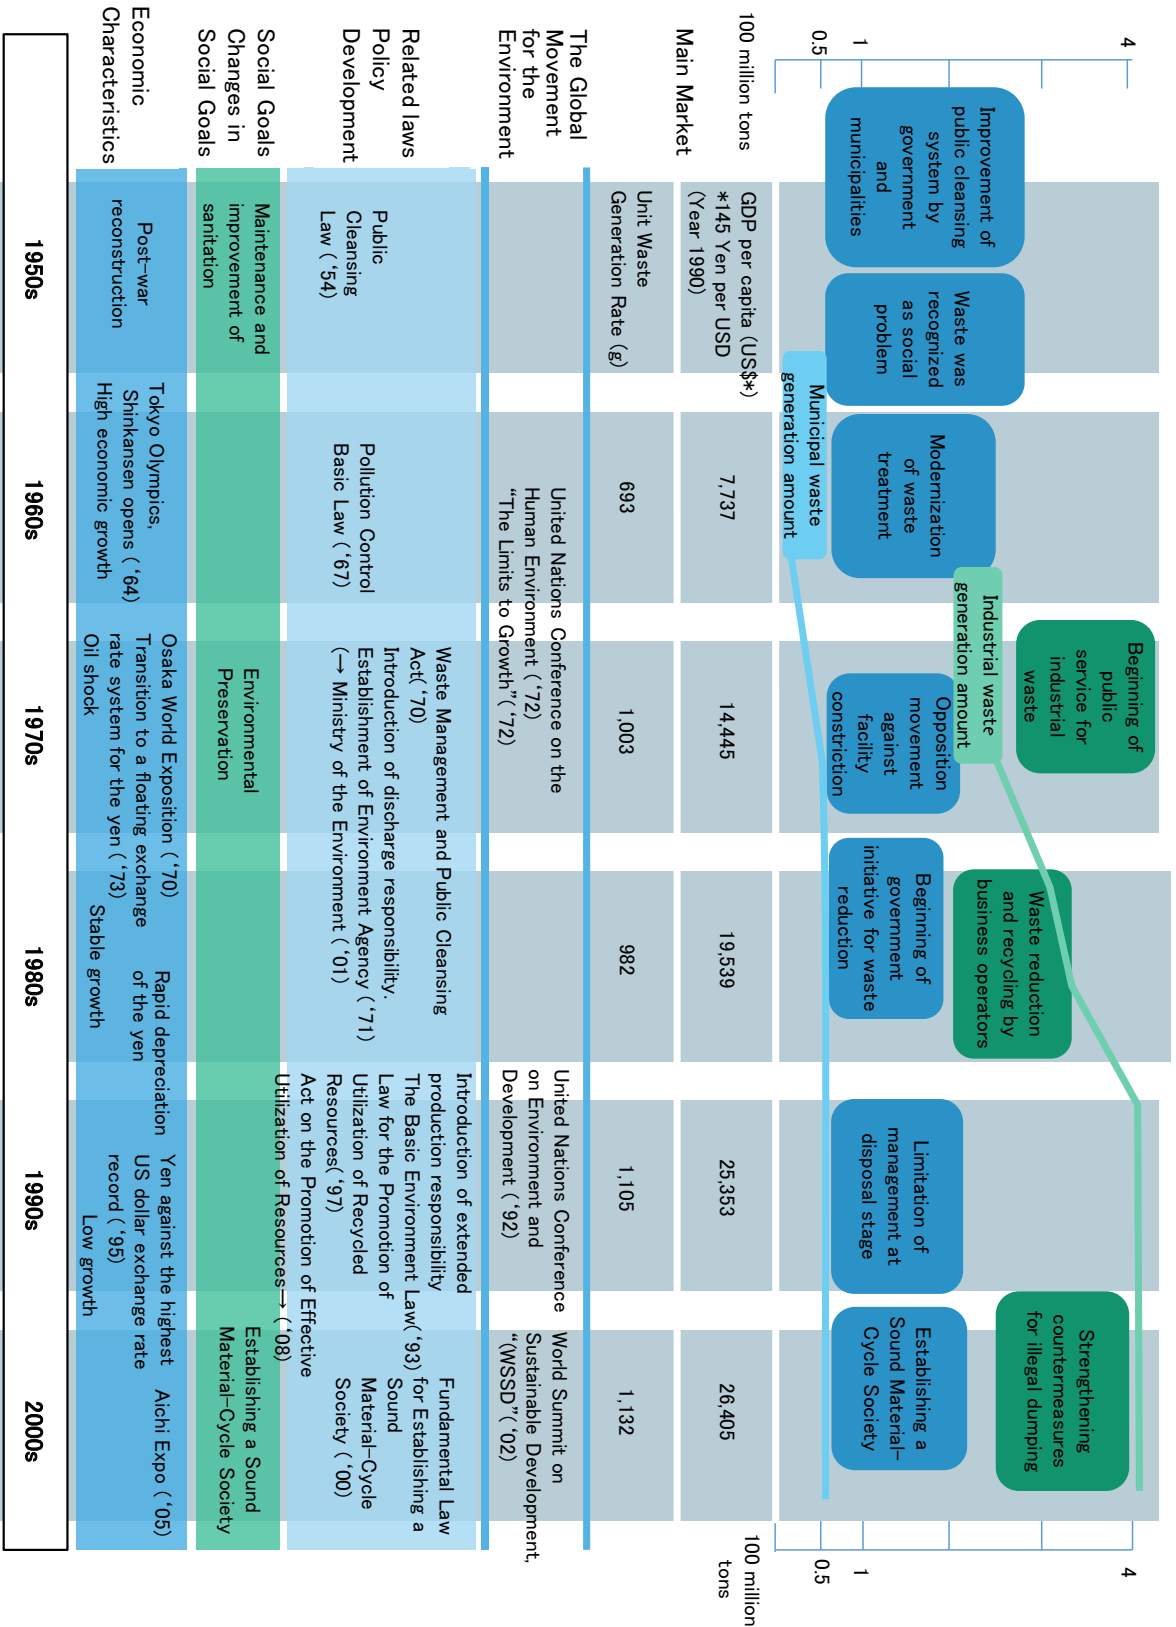 4
1
0.5
100 million tons
Improvement of
public cleansing
system by
government
and
municipalities
Waste was
recognized
as social
problem
Modernization
of waste
treatment
Beginning of
public
service for
industrial
waste
Opposition
movement
against
facility
constriction
Beginning of
government
initiative for waste
reduction
Waste reduction
and recycling by
business operators
Limitation of
management at
disposal stage
Strengthening
countermeasures
for illegal dumping
Establishing a
Sound Material-
Cycle Society
Municipal waste
generation amount
Industrial waste
generation amount
4
1
0.5
100 million
tons
Main Market
GDP per capita (US$*)
*145 Yen per USD
(Year 1990)
7,737
14,445
19,539
25,353
26,405
Unit Waste
Generation Rate (g)
693
1,003
982
1,105
1,132
The Global
Movement
for the
Environment
United Nations Conference on the
Human Environment (‘72)
“The Limits to Growth”(‘72)
United Nations Conference
on Environment and
Development (‘92)
World Summit on
Sustainable Development,
“(WSSD”(‘02)
Related laws
Policy
Development
Public
Cleansing
Law (‘54)
Pollution Control
Basic Law (‘67)
Waste Management and Public Cleansing
Act(‘70)
Introduction of discharge responsibility.
Establishment of Environment Agency (‘71)
(→ Ministry of the Environment (‘01)
Introduction of extended
production responsibility
The Basic Environment Law(‘93)
Law for the Promotion of
Utilization of Recycled
Resources(‘97)
Act on the Promotion of Effective
Utilization of Resources→ (‘08)
Fundamental Law
for Establishing a
Sound
Material-Cycle
Society (‘00)
Social Goals
Changes in
Social Goals
Maintenance and
improvement of
sanitation
Environmental
Preservation
Establishing a Sound
Material-Cycle Society
Economic
Characteristics
Post-war
reconstruction
Tokyo Olympics,
Shinkansen opens (‘64)
High economic growth
Osaka World Exposition (‘70)
Transition to a floating exchange
rate system for the yen (‘73)
Oil shock
Stable growth
Rapid depreciation
of the yen
Yen against the highest
US dollar exchange rate
record (‘95)
Low growth
Aichi Expo (‘05)
1950s
1960s
1970s
1980s
1990s
2000s